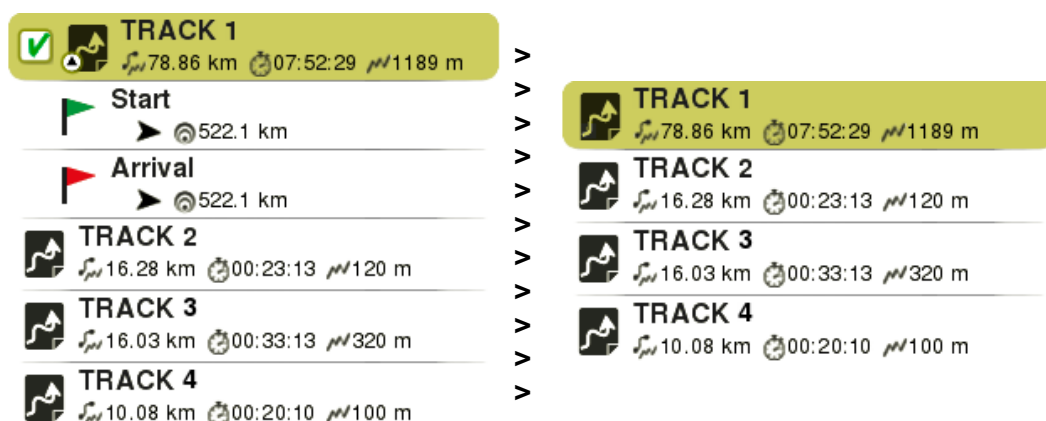 TRACK 1
78.86 km 07:52:29 1189 m
Start
522.1 km
Arrival
522.1 km
TRACK 2
16.28 km 00:23:13 120 m
TRACK 3
16.03 km 00:33:13 320 m
TRACK 4
10.08 km 00:20:10 100 m
>
>
>
>
>
>
>
>
>
>
>
TRACK 1
78.86 km 07:52:29 1189 m
TRACK 2
16.28 km 00:23:13 120 m
TRACK 3
16.03 km 00:33:13 320 m
TRACK 4
10.08 km 00:20:10 100 m